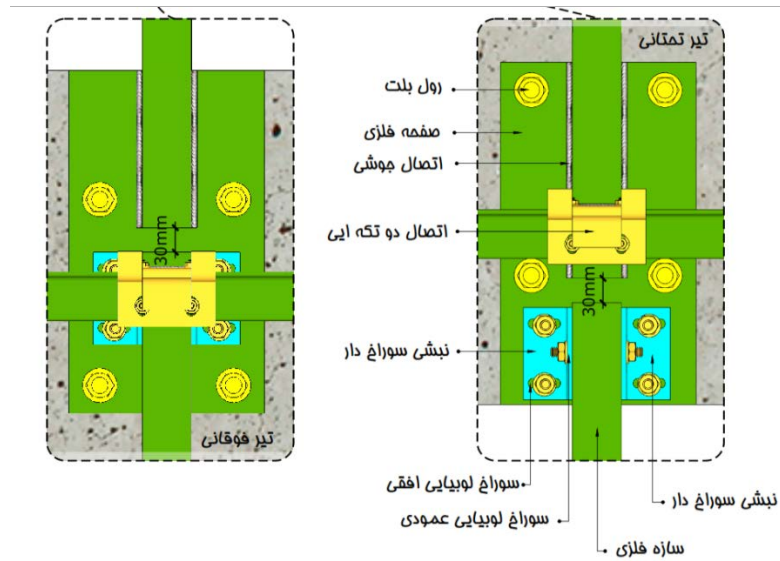 تیر تحتانی
رول بلت
صفحه فلزی
اتصال جوشی
اتصال دو تکه ایی
30mm
30mm
نبشی سوراخ دار
سوراخ لوبیایی افقی
نبشی سوراخ دار
سوراخ لوبیایی عمودی
سازه فلزی
تیر فوقانی